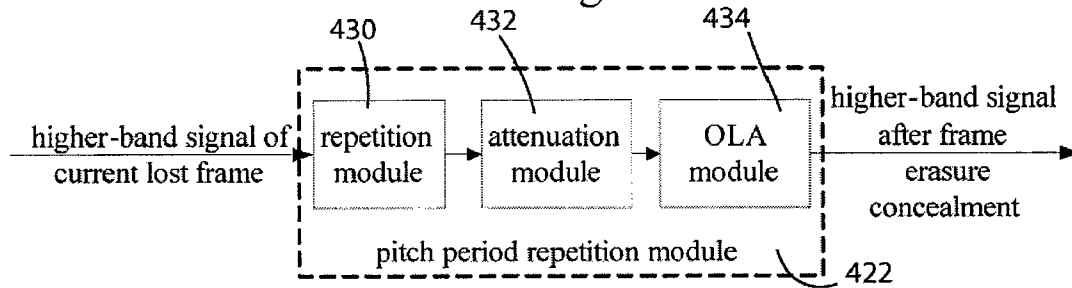 430
432
434
higher-band signal of
current lost frame
repetition
module
attenuation
module
OLA
module
higher-band signal
after frame
erasure
concealment
pitch period repetition module
422